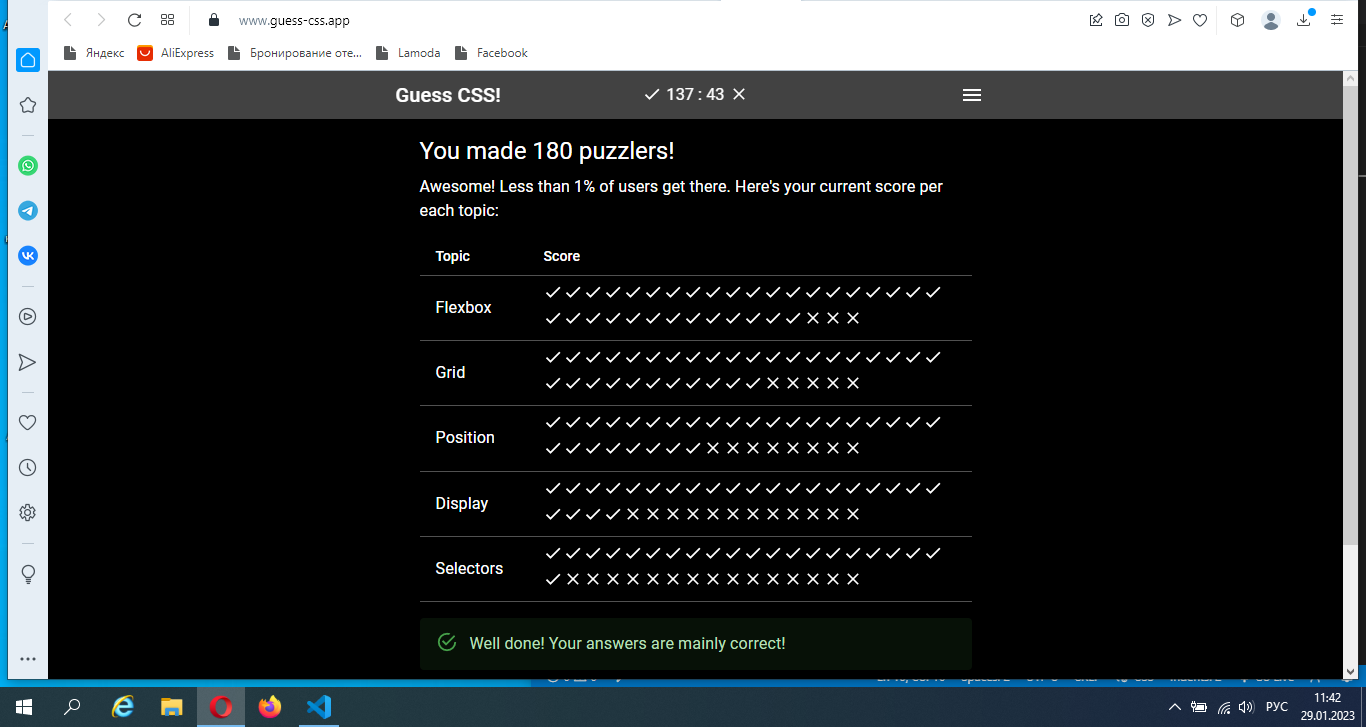 www.guess-css.app
Яндекс AliExpress Бронирование оте... Lamoda Facebook
Guess CSS! 137 : 43
You made 180 puzzlers!
Awesome! Less than 1% of users get there. Here's your current score per
each topic:
Topic Score
Flexbox
Grid
Position
Display
Selectors
Well done! Your answers are mainly correct!
РУС
11:42
29.01.2023